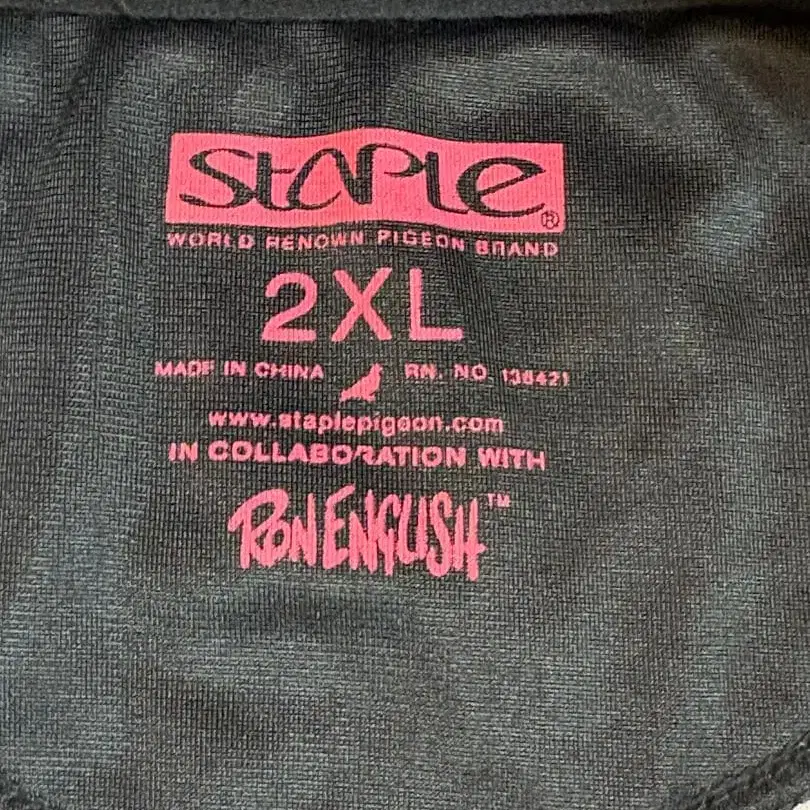 STAPLE®
WORLD RENOWN PIGEON BRAND
2XL
MADE IN CHINA RN. NO. 136421
www.staplepigeon.com
IN COLLABORATION WITH
RON ENGLISH™